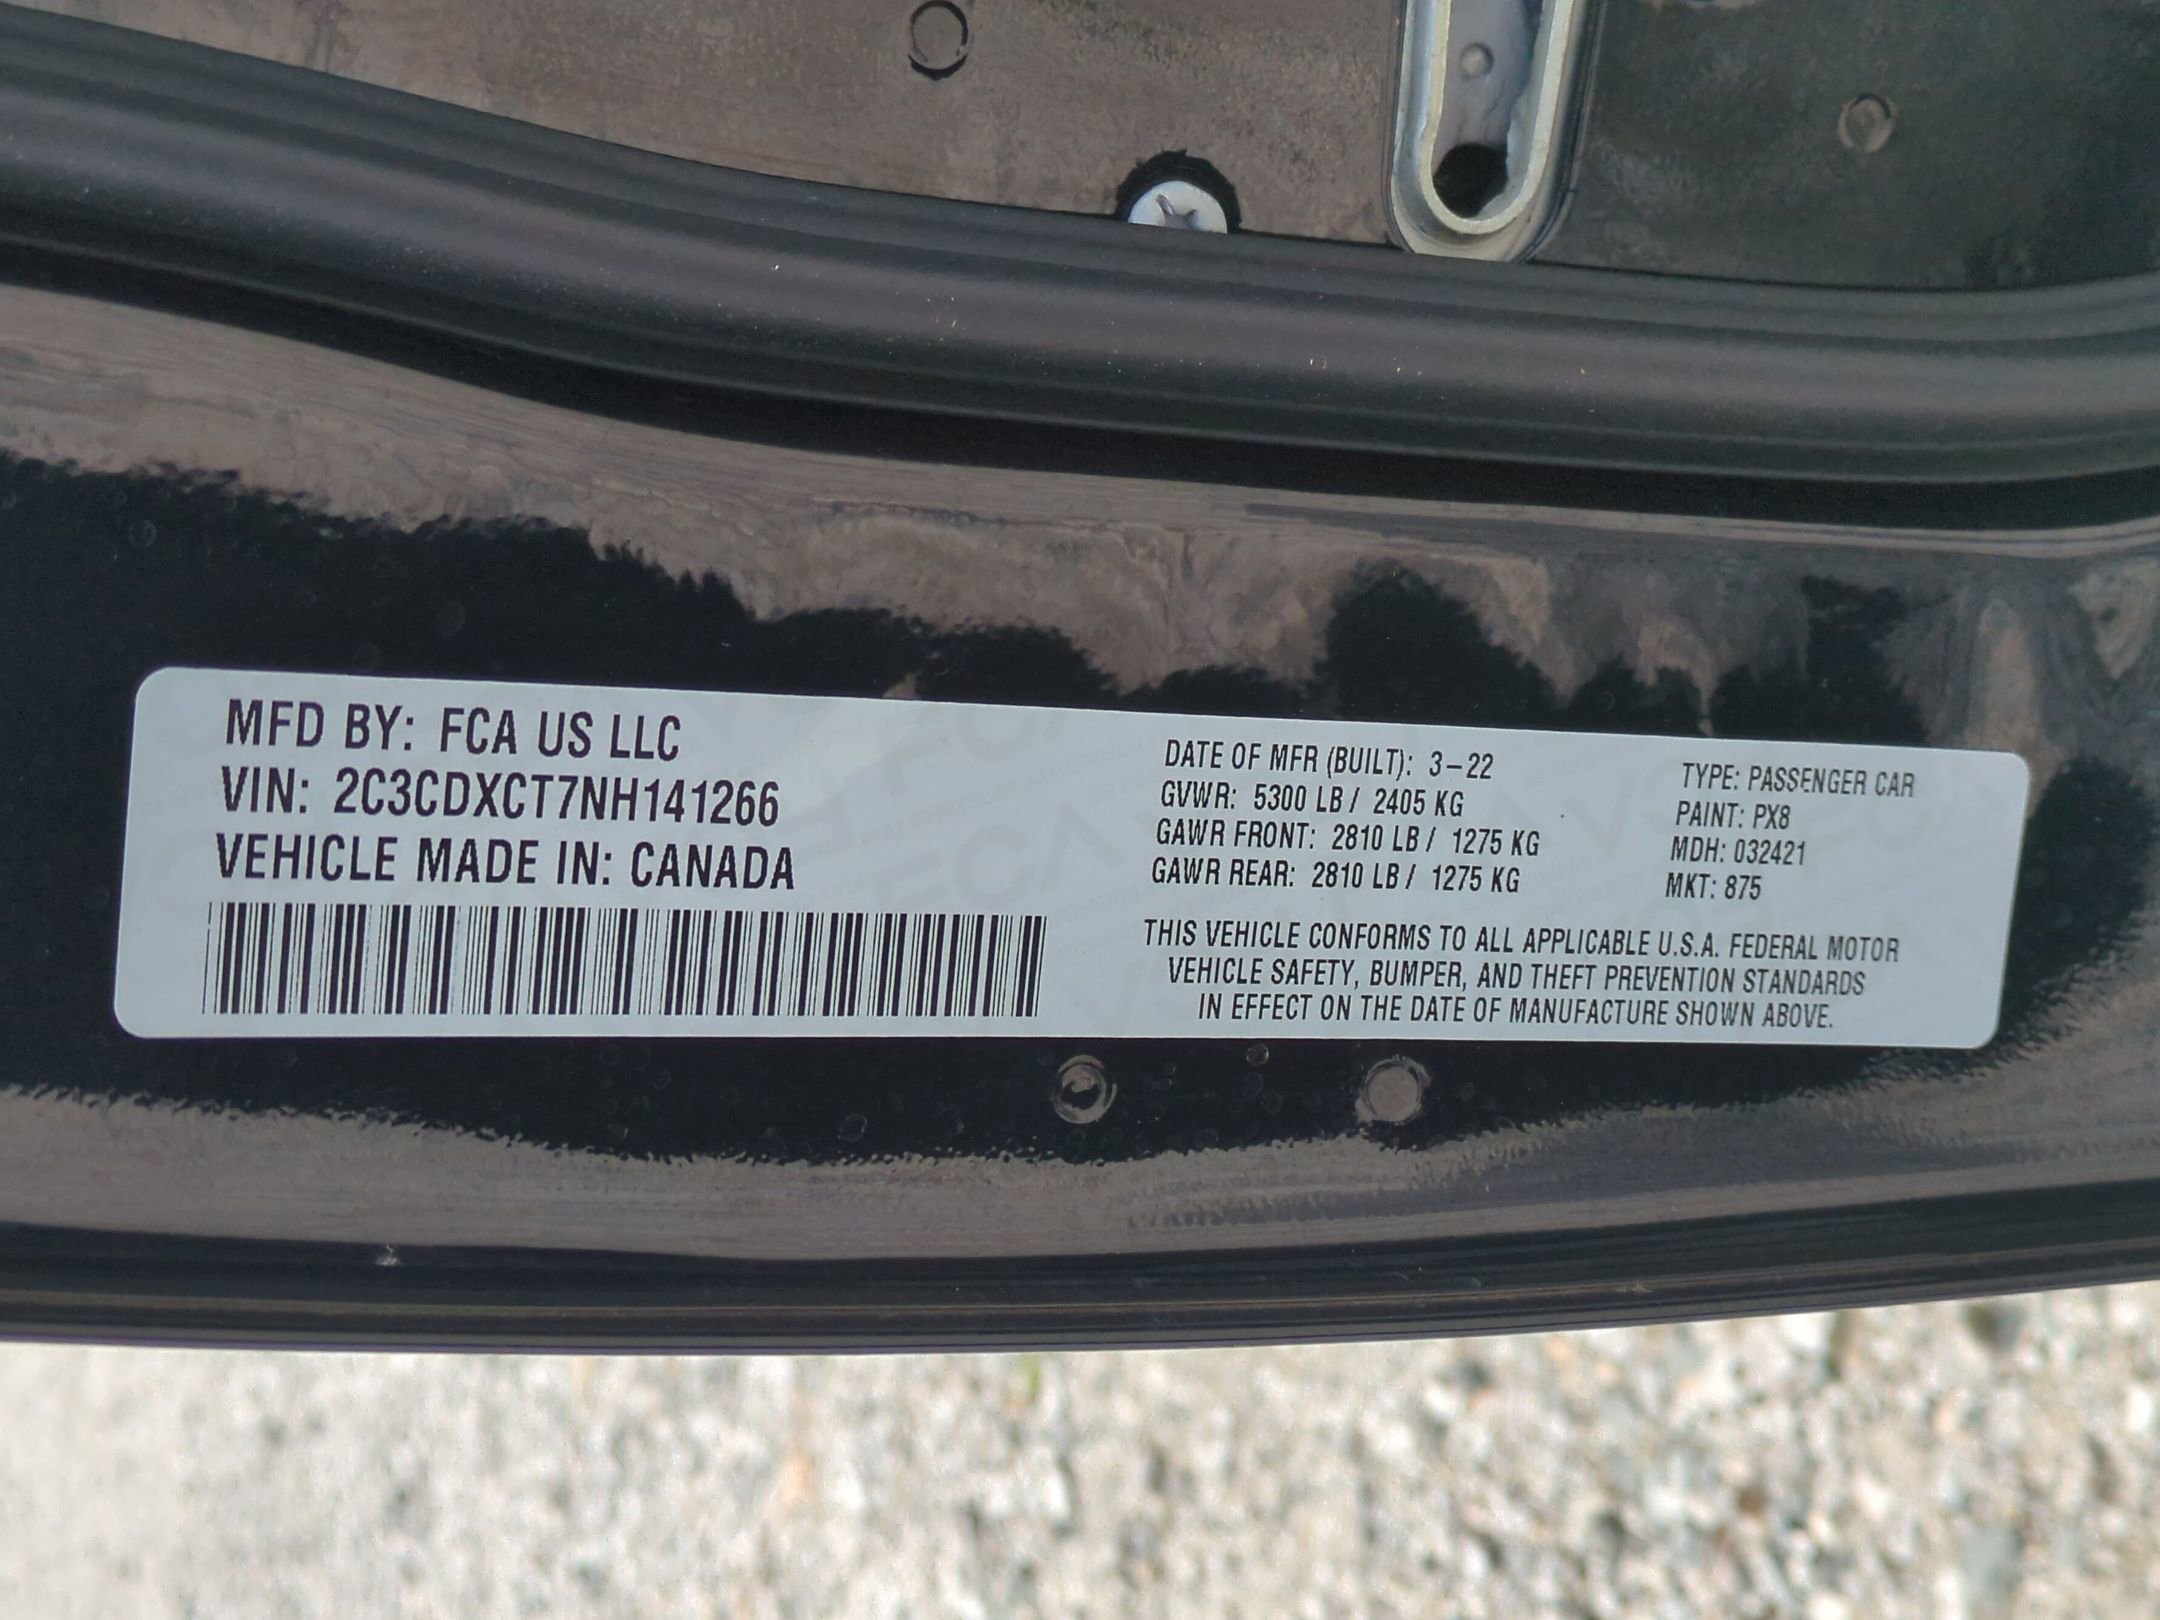 MFD BY: FCA US LLC
VIN: 2C3CDXCT7NH141266
VEHICLE MADE IN: CANADA
DATE OF MFR (BUILT): 3-22
GVWR: 5300 LB / 2405 KG
GAWR FRONT: 2810 LB / 1275 KG
GAWR REAR: 2810 LB / 1275 KG
TYPE: PASSENGER CAR
PAINT: PX8
MDH: 032421
MKT: 875
THIS VEHICLE CONFORMS TO ALL APPLICABLE U.S.A. FEDERAL MOTOR
VEHICLE SAFETY, BUMPER, AND THEFT PREVENTION STANDARDS
IN EFFECT ON THE DATE OF MANUFACTURE SHOWN ABOVE.